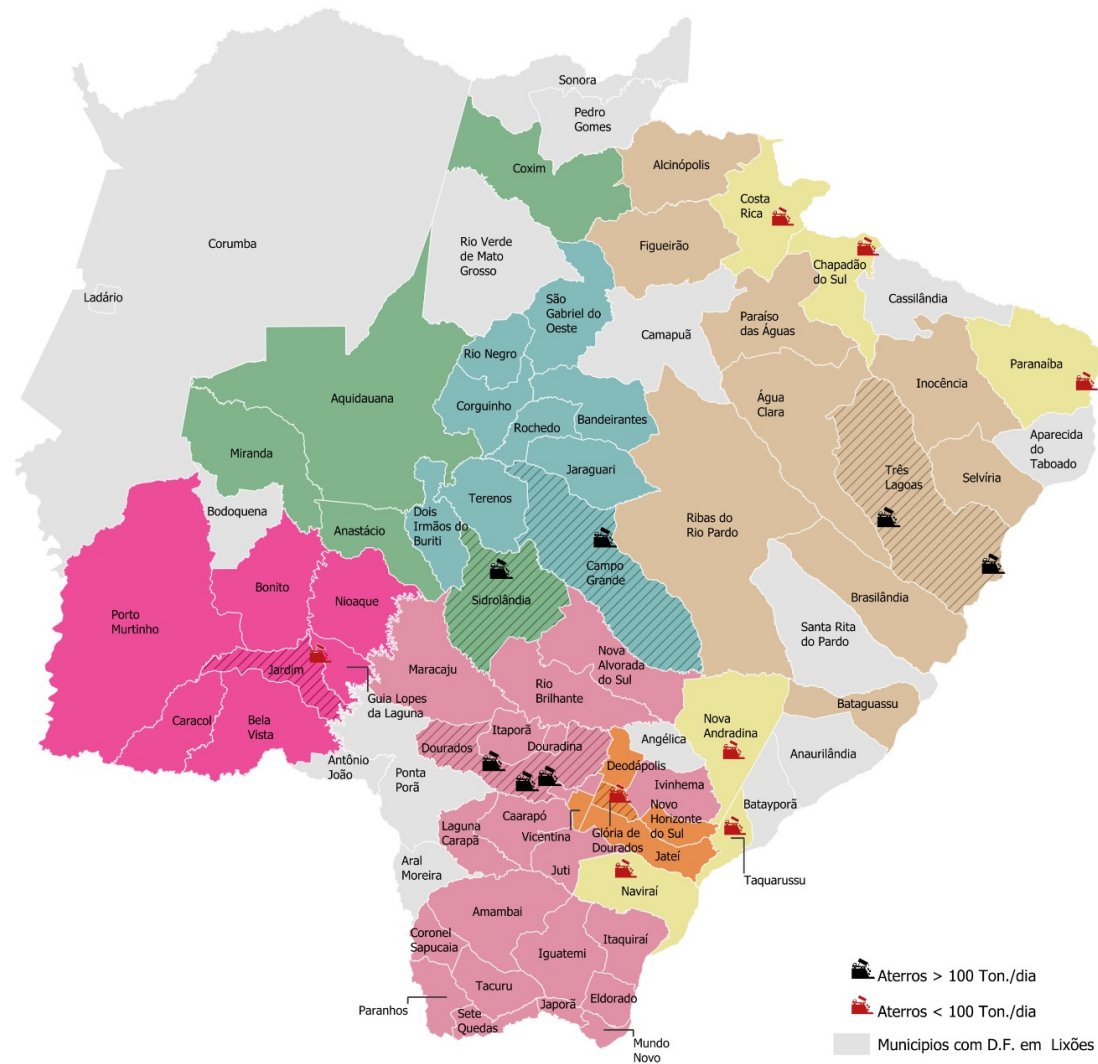 Sonora
Pedro
Gomes
Coxim
Alcinópolis
Costa
Rica
Corumba
Rio Verde
de Mato
Grosso
Figueirão
Chapadão
do Sul
Ladário
São
Gabriel do
Oeste
Cassilândia
Camapuã
Paraíso
das Águas
Rio Negro
Paranaíba
Inocência
Aquidauana
Corguinho
Água
Clara
Bandeirantes
Rochedo
Aparecida
do
Taboado
Miranda
Jaraguari
Três
Lagoas
Selvíria
Terenos
Bodoquena
Dois
Irmãos do
Buriti
Ribas do
Rio Pardo
Anastácio
Campo
Grande
Bonito
Nioaque
Sidrolândia
Brasilândia
Porto
Murtinho
Santa Rita
do Pardo
Nova
Alvorada
do Sul
Jardim
Maracaju
Guia Lopes
da Laguna
Rio
Brilhante
Bataguassu
Caracol
Bela
Vista
Nova
Andradina
Itaporã
Dourados
Douradina
Angélica
Anaurilândia
Antônio
João
Deodápolis
Ponta
Porã
Ivinhema
Batayporã
Caarapó
Novo
Horizonte
do Sul
Laguna
Carapã
Vicentina
Glória de
Dourados
Jateí
Aral
Moreira
Juti
Taquarussu
Naviraí
Amambai
Coronel
Sapucaia
Itaquiraí
Iguatemi
Tacuru
Eldorado
Paranhos
Japorã
Sete
Quedas
Mundo
Novo
Aterros > 100 Ton./dia
Aterros < 100 Ton./dia
Municipios com D.F. em Lixões